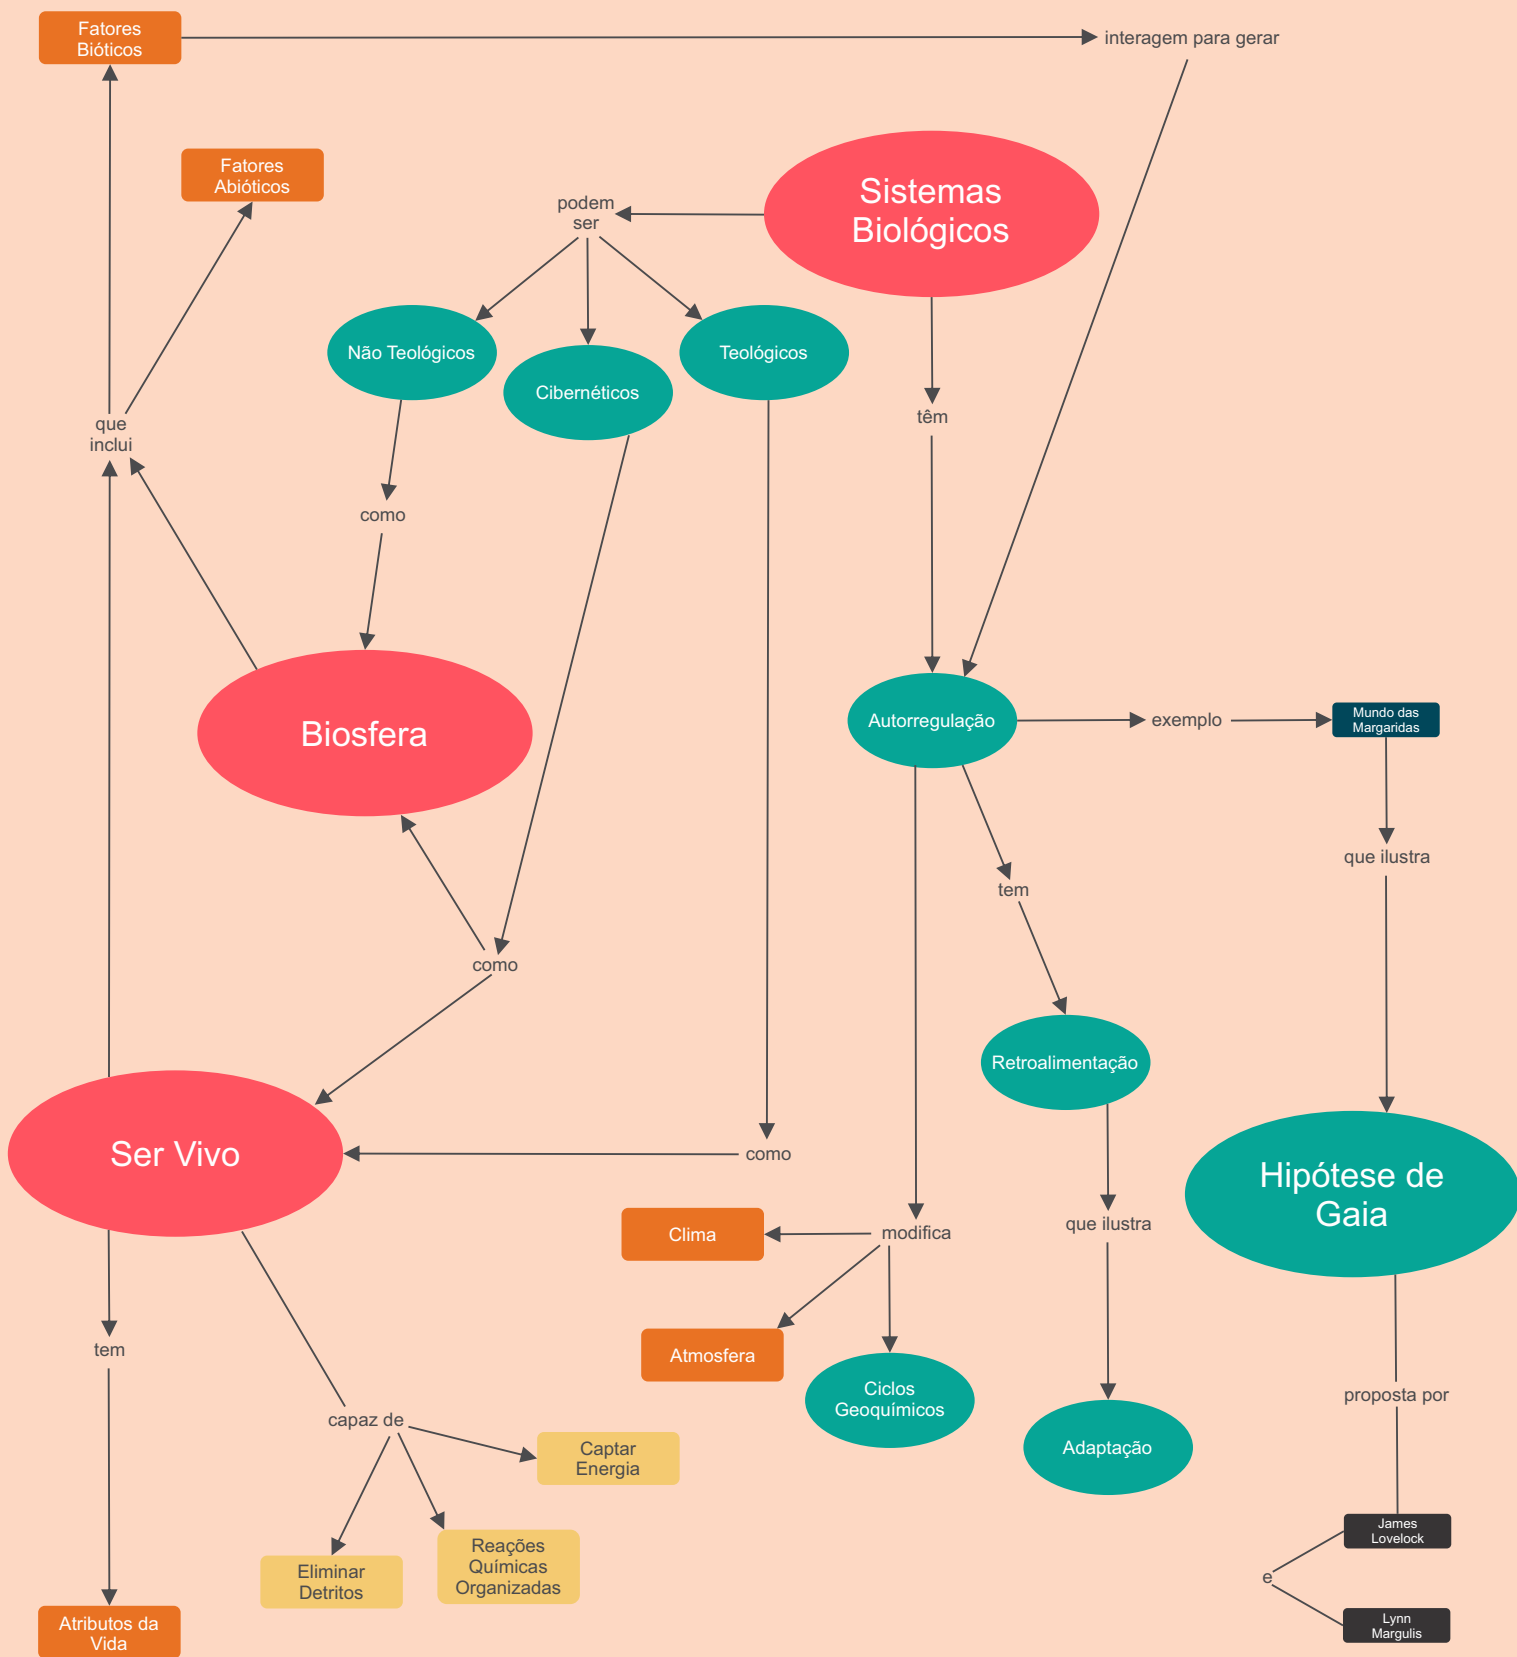 Fatores
Bióticos
interagem para gerar
Fatores
Abióticos
Sistemas
Biológicos
podem
ser
Não Teológicos
Cibernéticos
Teológicos
têm
que
inclui
como
Biosfera
Autorregulação
exemplo
Mundo das
Margaridas
que ilustra
tem
como
Retroalimentação
Ser Vivo
como
Hipótese de
Gaia
que ilustra
Clima
modifica
tem
Atmosfera
Ciclos
Geoquímicos
proposta por
capaz de
Captar
Energia
Adaptação
James
Lovelock
Eliminar
Detritos
Reações
Químicas
Organizadas
e
Atributos da
Vida
Lynn
Margulis